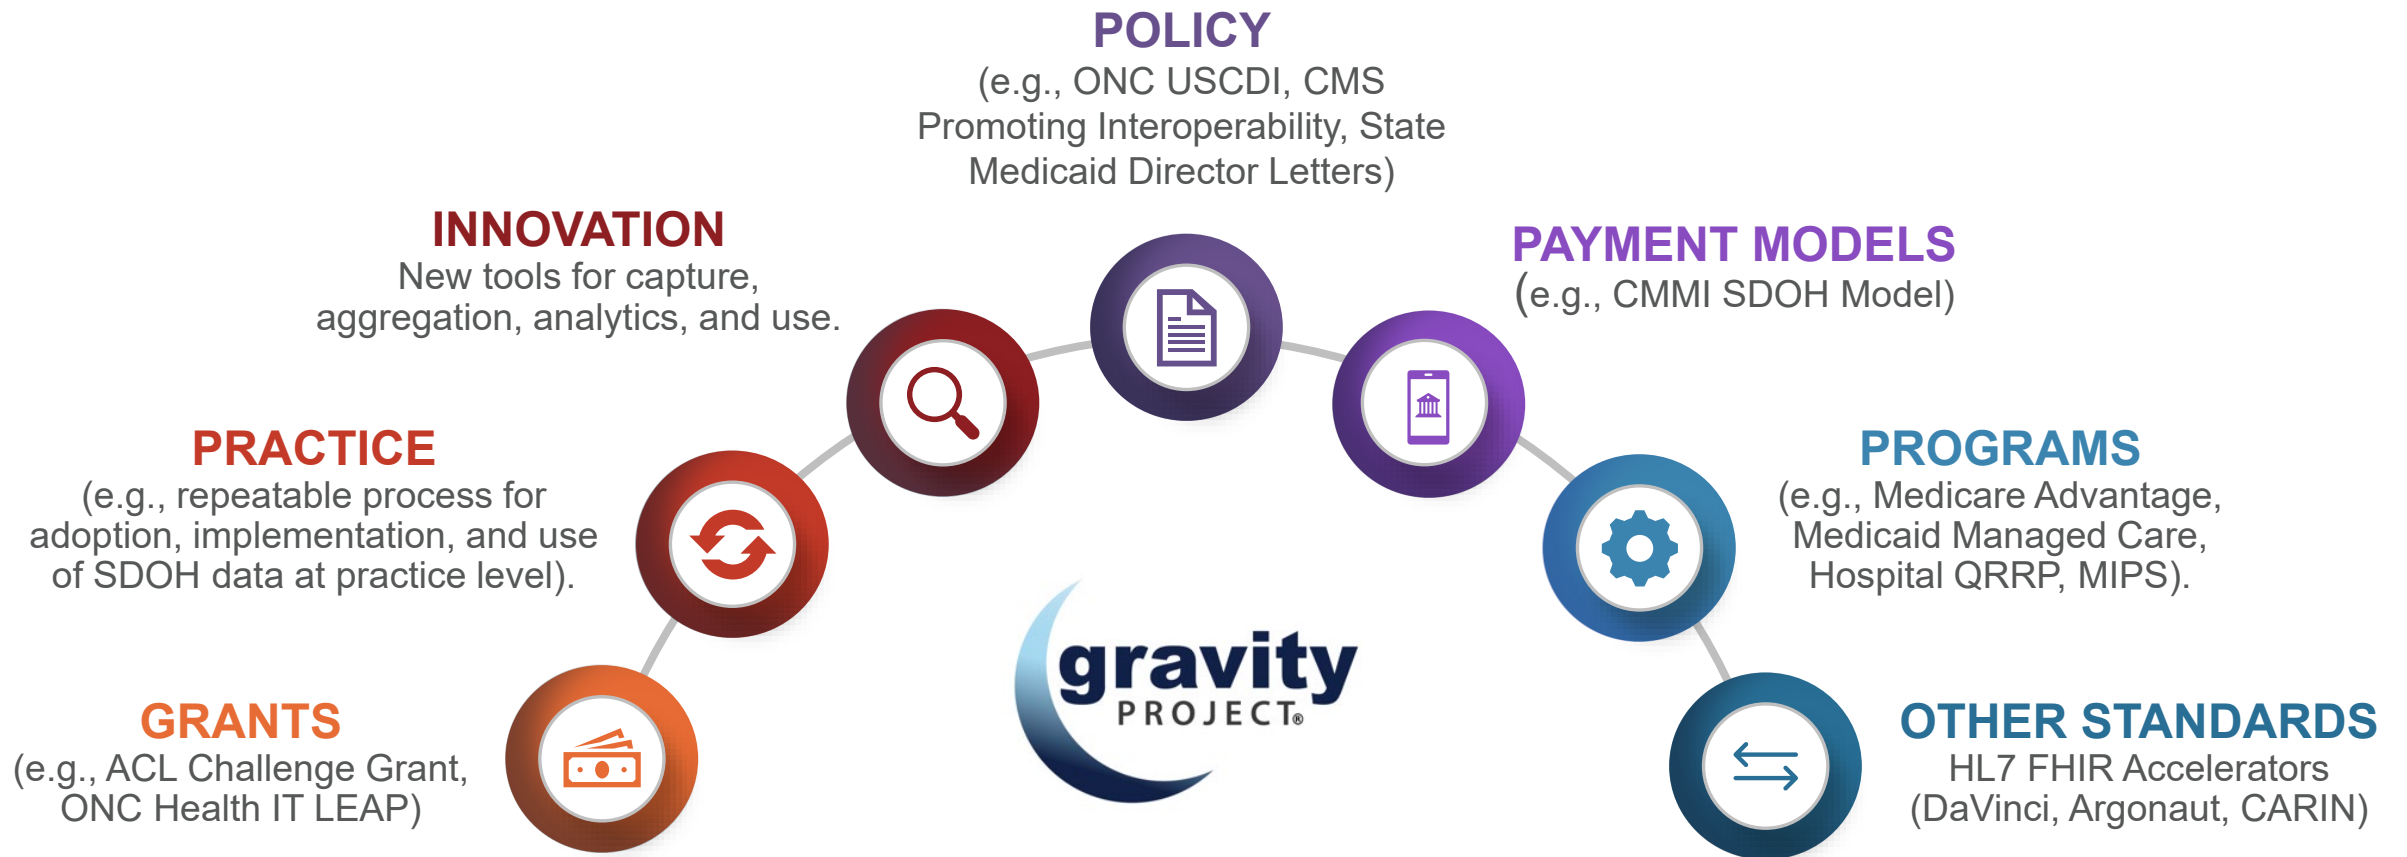 POLICY
(e.g., ONC USCDI, CMS
Promoting Interoperability, State
Medicaid Director Letters)
INNOVATION
New tools for capture,
aggregation, analytics, and use.
PAYMENT MODELS
(e.g., CMMI SDOH Model)
PRACTICE
(e.g., repeatable process for
adoption, implementation, and use
of SDOH data at practice level).
PROGRAMS
(e.g., Medicare Advantage,
Medicaid Managed Care,
Hospital QRRP, MIPS).
GRANTS
(e.g., ACL Challenge Grant,
ONC Health IT LEAP)
gravity
PROJECT®
OTHER STANDARDS
HL7 FHIR Accelerators
(DaVinci, Argonaut, CARIN)